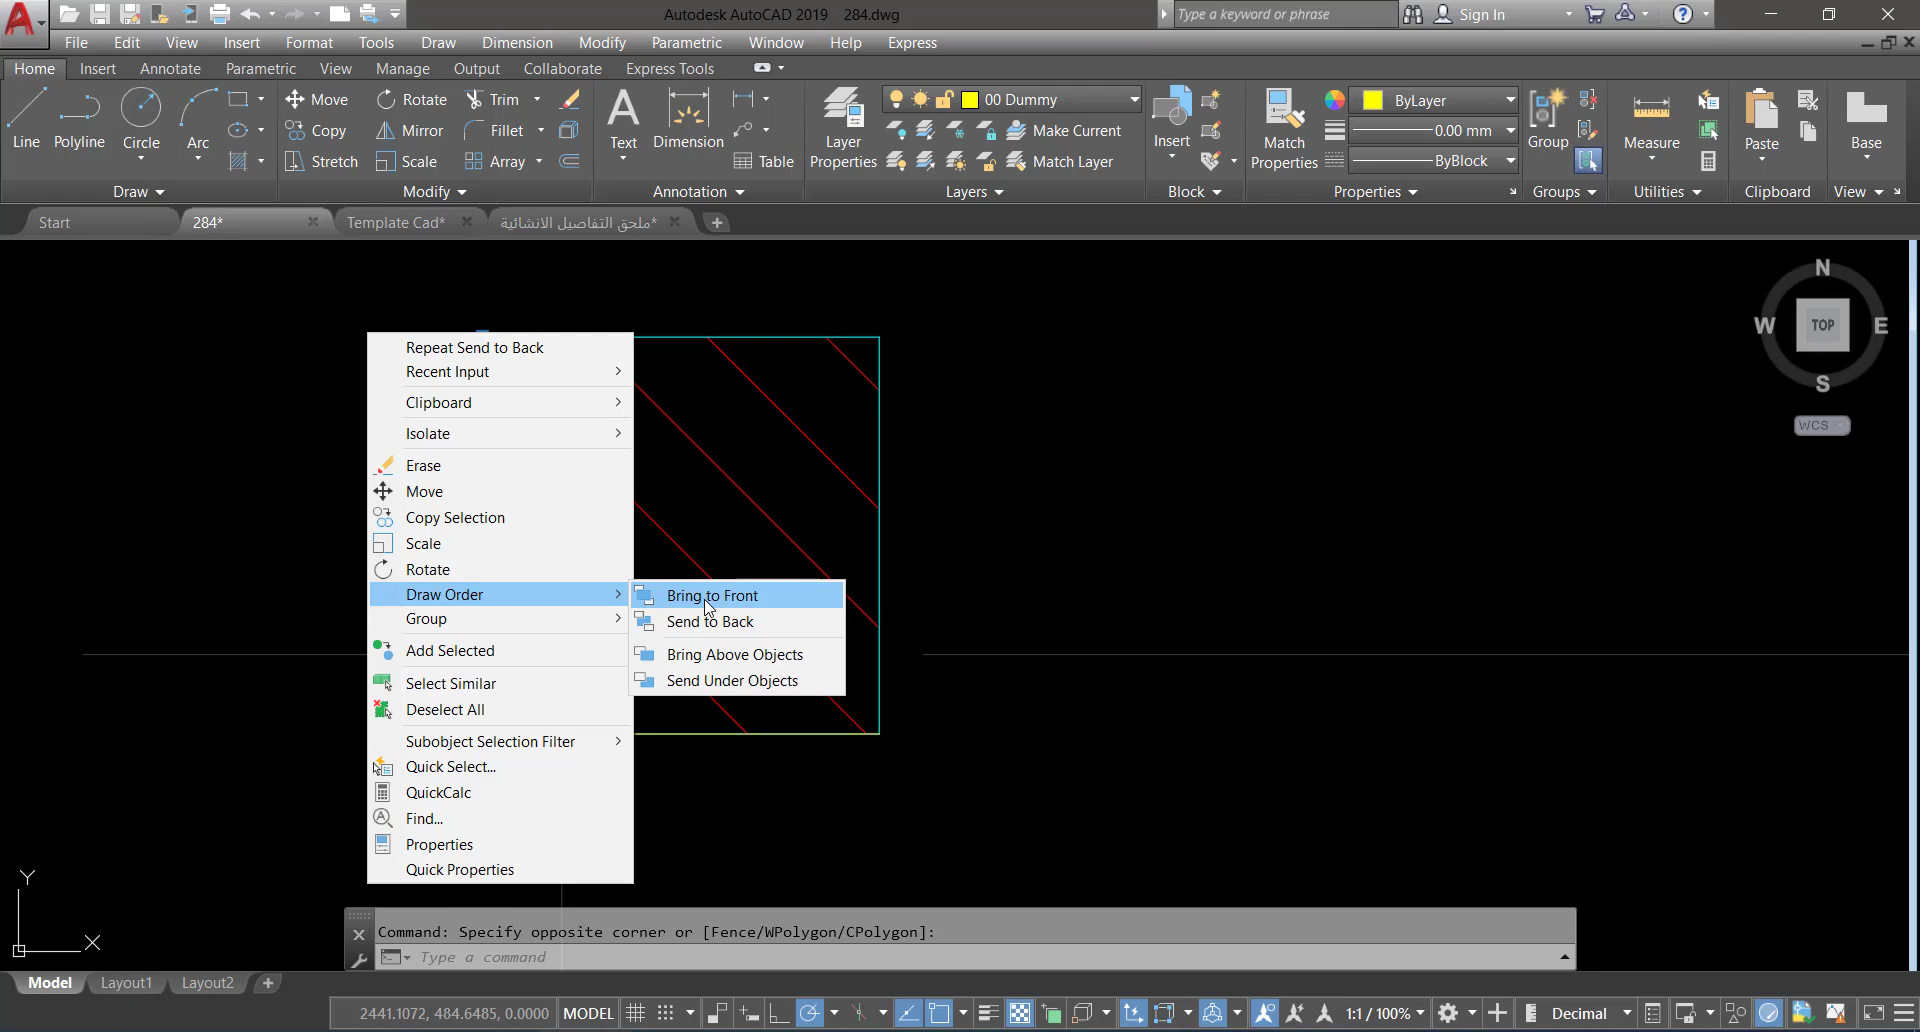 Autodesk AutoCAD 2019 284.dwg
Type a keyword or phrase
Sign In
File Edit View Insert Format Tools Draw Dimension Modify Parametric Window Help Express
Home Insert Annotate Parametric View Manage Output Collaborate Express Tools
Line Polyline Circle Arc
Move Rotate Trim
Copy Mirror Fillet
Stretch Scale Array
Text Dimension Table
Layer Properties
00 Dummy
Make Current
Match Layer
Insert
Match Properties
ByLayer
0.00 mm
ByBlock
Group
Measure
Paste
Base
Draw Modify Annotation Layers Block Properties Groups Utilities Clipboard View
Start 284* Template Cad* ملحق التفاصيل الانشائية*
N
W TOP E
S
WCS
Repeat Send to Back
Recent Input
Clipboard
Isolate
Erase
Move
Copy Selection
Scale
Rotate
Draw Order
Group
Add Selected
Select Similar
Deselect All
Subobject Selection Filter
Quick Select...
QuickCalc
Find...
Properties
Quick Properties
Bring to Front
Send to Back
Bring Above Objects
Send Under Objects
Y
X
Command: Specify opposite corner or [Fence/WPolygon/CPolygon]:
Type a command
Model Layout1 Layout2
2441.1072, 484.6485, 0.0000 MODEL 1:1 / 100% Decimal